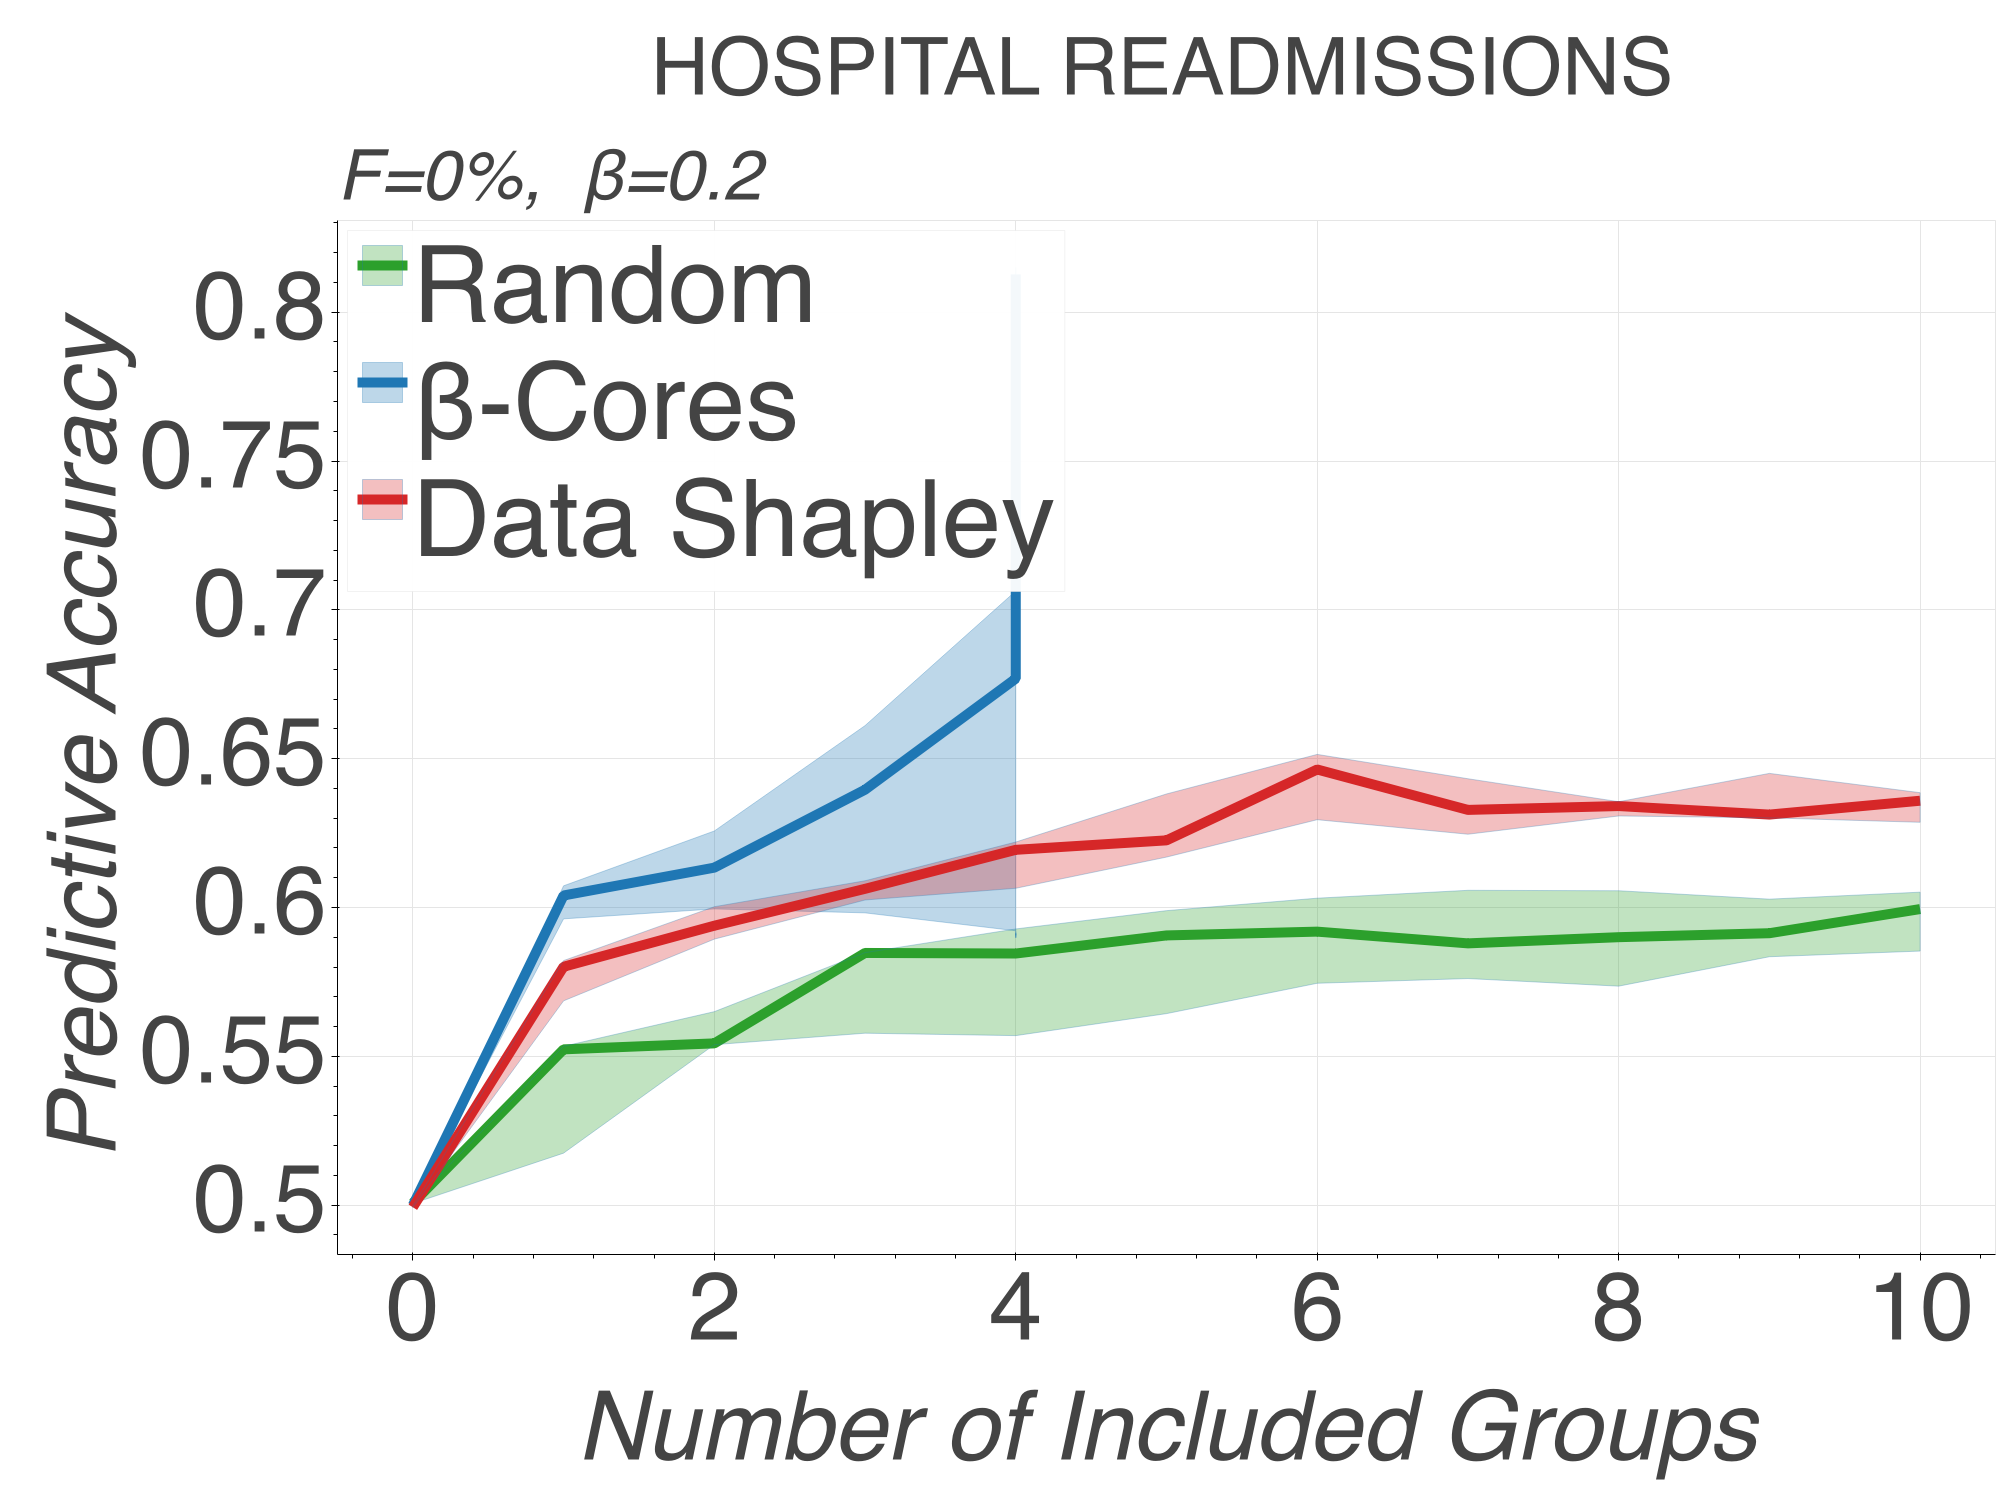 HOSPITAL READMISSIONS
F=0%, β=0.2
Random
β-Cores
Data Shapley
Predictive Accuracy
0.8
0.75
0.7
0.65
0.6
0.55
0.5
0 2 4 6 8 10
Number of Included Groups